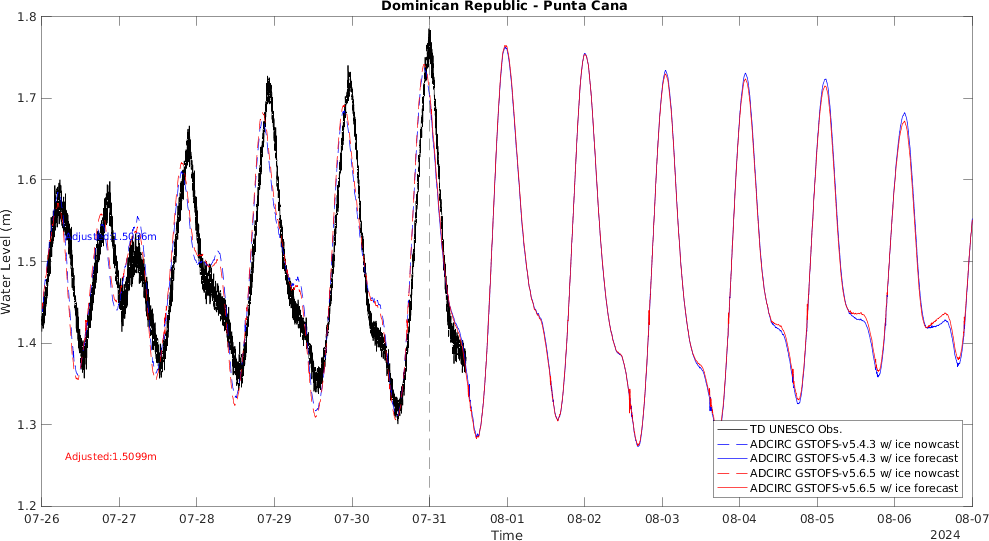 Dominican Republic - Punta Cana
Water Level (m)
1.8
1.7
1.6
1.5
1.4
1.3
1.2
Adjusted:1.5099m
TD UNESCO Obs.
ADCIRC GSTOFS-v5.4.3 w/ ice nowcast
ADCIRC GSTOFS-v5.4.3 w/ ice forecast
ADCIRC GSTOFS-v5.6.5 w/ ice nowcast
ADCIRC GSTOFS-v5.6.5 w/ ice forecast
07-26 07-27 07-28 07-29 07-30 07-31 08-01 08-02 08-03 08-04 08-05 08-06 08-07
Time
2024